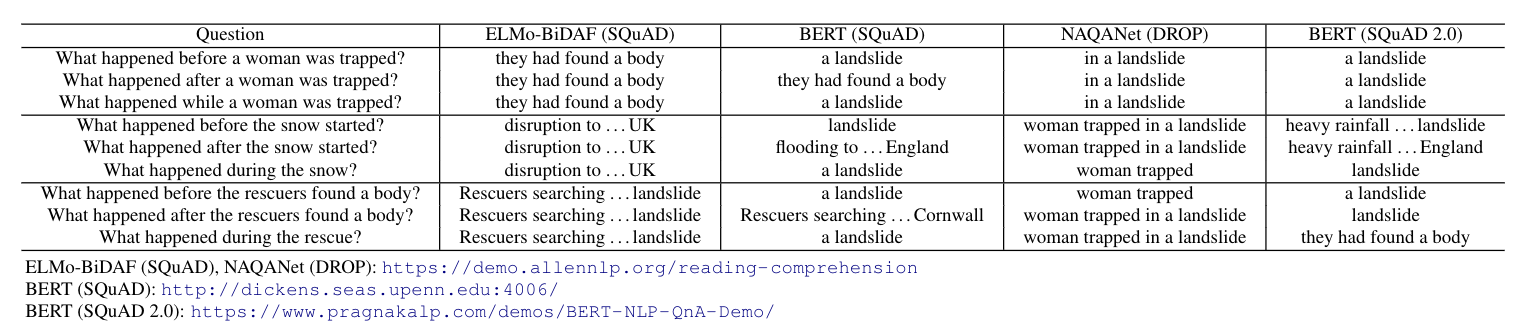 Question ELMo-BiDAF (SQuAD) BERT (SQuAD) NAQANet (DROP) BERT (SQuAD 2.0)
What happened before a woman was trapped? they had found a body a landslide in a landslide a landslide
What happened after a woman was trapped? they had found a body they had found a body in a landslide a landslide
What happened while a woman was trapped? they had found a body a landslide in a landslide a landslide
What happened before the snow started? disruption to ... UK landslide woman trapped in a landslide heavy rainfall ... landslide
What happened after the snow started? disruption to ... UK flooding to ... England woman trapped in a landslide heavy rainfall ... England
What happened during the snow? disruption to ... UK a landslide woman trapped landslide
What happened before the rescuers found a body? Rescuers searching ... landslide a landslide woman trapped a landslide
What happened after the rescuers found a body? Rescuers searching ... landslide Rescuers searching ... Cornwall woman trapped in a landslide landslide
What happened during the rescue? Rescuers searching ... landslide a landslide woman trapped in a landslide they had found a body
ELMo-BiDAF (SQuAD), NAQANet (DROP): https://demo.allennlp.org/reading-comprehension
BERT (SQuAD): http://dickens.seas.upenn.edu:4006/
BERT (SQuAD 2.0): https://www.pragnakalp.com/demos/BERT-NLP-QnA-Demo/